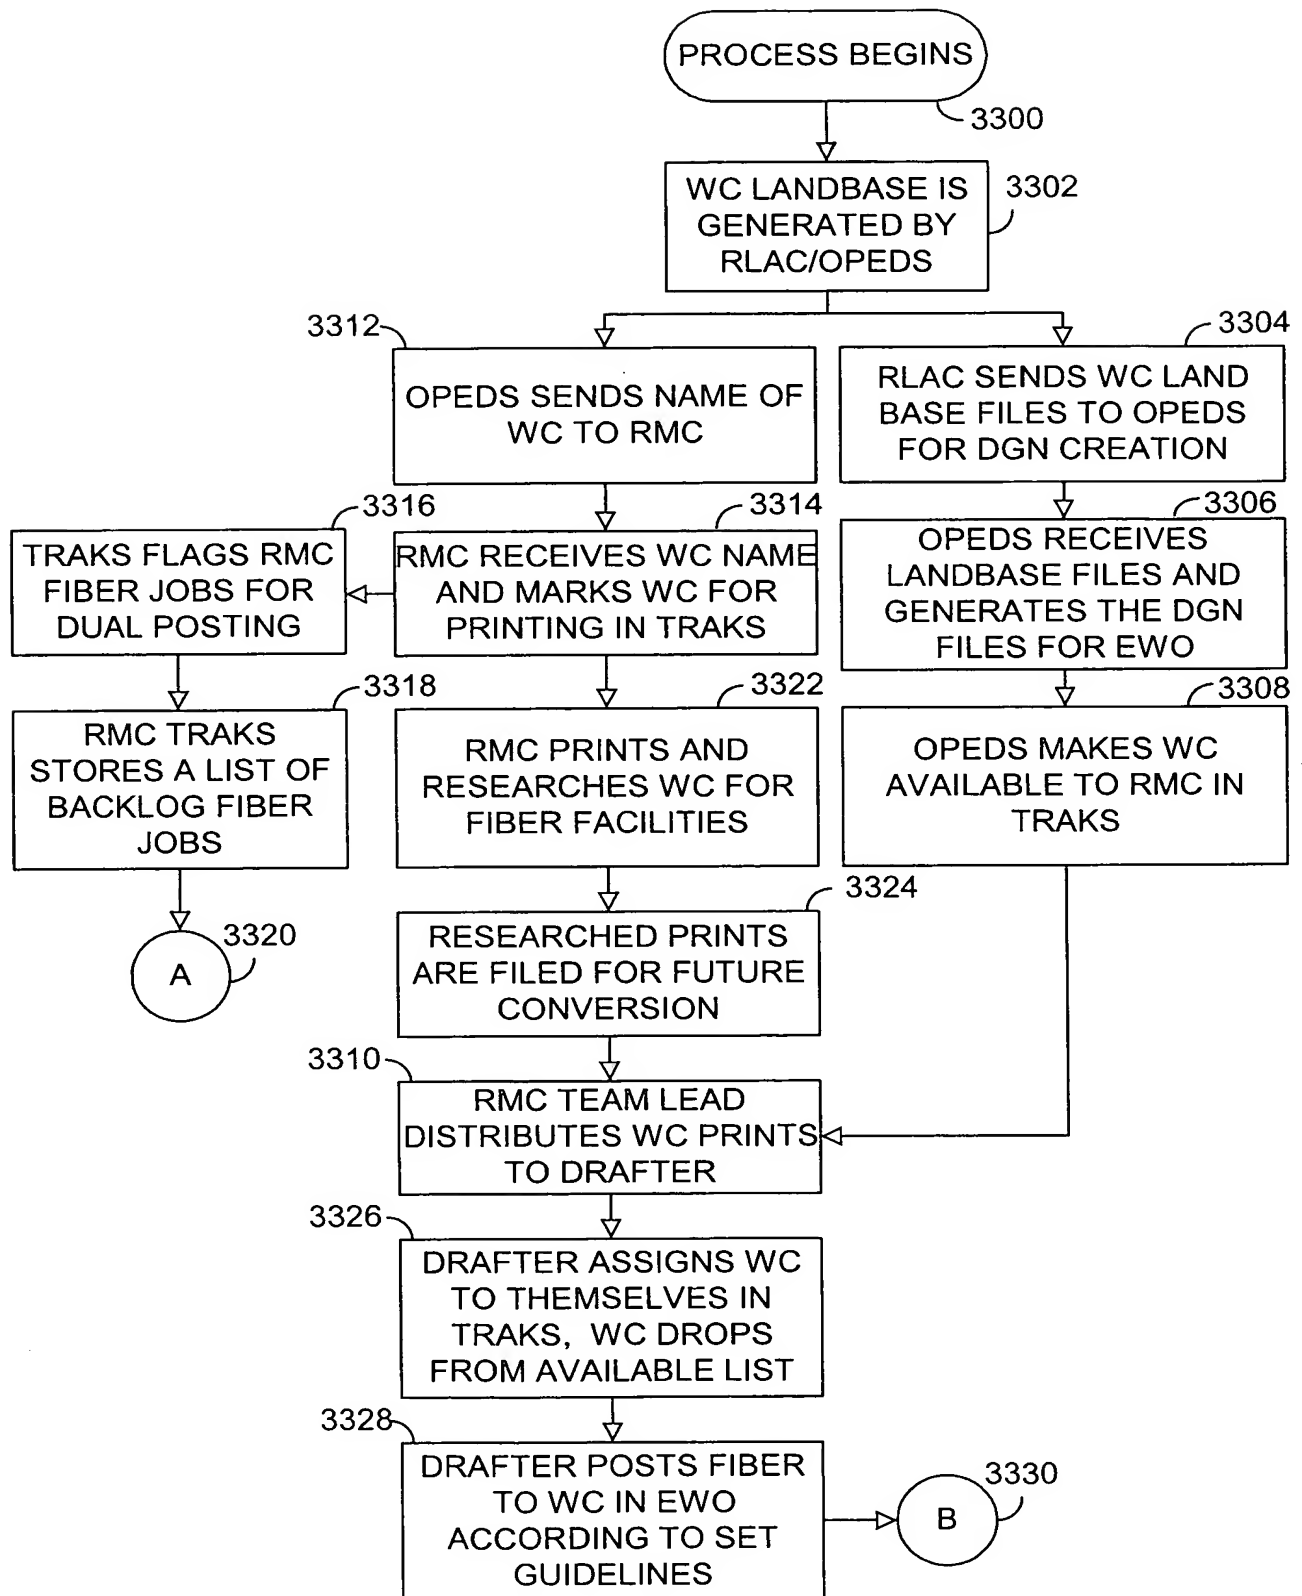 PROCESS BEGINS
3300
WC LANDBASE IS
GENERATED BY
RLAC/OPEDS
3302
3312
OPEDS SENDS NAME OF
WC TO RMC
3304
RLAC SENDS WC LAND
BASE FILES TO OPEDS
FOR DGN CREATION
3316
TRAKS FLAGS RMC
FIBER JOBS FOR
DUAL POSTING
3314
RMC RECEIVES WC NAME
AND MARKS WC FOR
PRINTING IN TRAKS
3306
OPEDS RECEIVES
LANDBASE FILES AND
GENERATES THE DGN
FILES FOR EWO
3318
RMC TRAKS
STORES A LIST OF
BACKLOG FIBER
JOBS
3322
RMC PRINTS AND
RESEARCHES WC FOR
FIBER FACILITIES
3308
OPEDS MAKES WC
AVAILABLE TO RMC IN
TRAKS
3320
A
3324
RESEARCHED PRINTS
ARE FILED FOR FUTURE
CONVERSION
3310
RMC TEAM LEAD
DISTRIBUTES WC PRINTS
TO DRAFTER
3326
DRAFTER ASSIGNS WC
TO THEMSELVES IN
TRAKS, WC DROPS
FROM AVAILABLE LIST
3328
DRAFTER POSTS FIBER
TO WC IN EWO
ACCORDING TO SET
GUIDELINES
3330
B